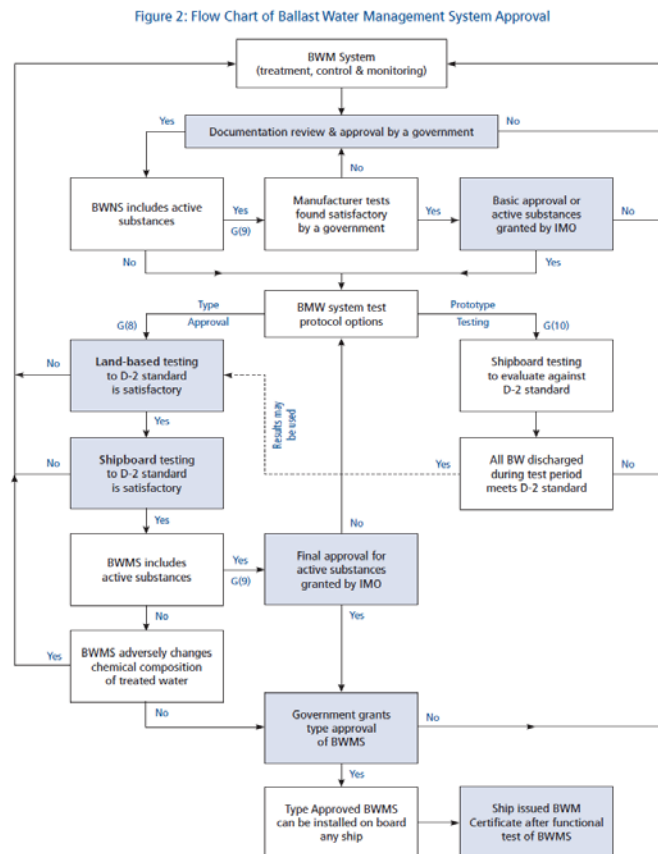 Figure 2: Flow Chart of Ballast Water Management System Approval
BWM System
(treatment, control & monitoring)
Yes
Documentation review & approval by a government
No
No
BWNS includes active
substances
Yes
G(9)
Manufacturer tests
found satisfactory
by a government
Yes
Basic approval or
active substances
granted by IMO
No
No
Yes
Type
Approval
BMW system test
protocol options
Prototype
Testing
G(8)
G(10)
No
Land-based testing
to D-2 standard
is satisfactory
Shipboard testing
to evaluate against
D-2 standard
Results may
be used
Yes
No
Shipboard testing
to D-2 standard
is satisfactory
Yes
All BW discharged
during test period
meets D-2 standard
No
Yes
No
BWMS includes
active substances
Yes
G(9)
Final approval for
active substances
granted by IMO
No
Yes
Yes
BWMS adversely changes
chemical composition
of treated water
No
Government grants
type approval
of BWMS
No
Yes
Type Approved BWMS
can be installed on board
any ship
Ship issued BWM
Certificate after functional
test of BWMS